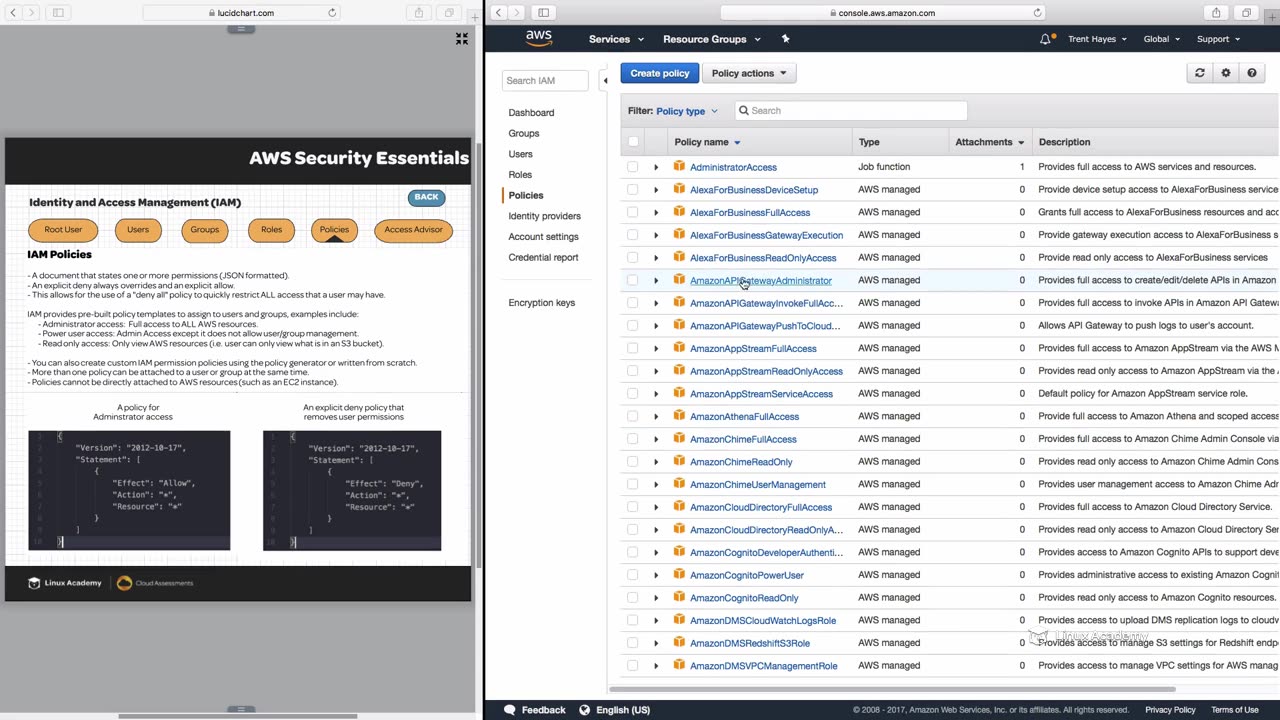 lucidchart.com
AWS Security Essentials
Identity and Access Management (IAM)
BACK
Root User
Users
Groups
Roles
Policies
Access Advisor
IAM Policies
- A document that states one or more permissions (JSON formatted).
- An explicit deny always overrides and explicit allow.
- This allows for the use of a "deny all" policy to quickly restrict ALL access that a user may have.
IAM provides pre-built policy templates to assign to users and groups, examples include:
- Administrator access: Full access to ALL AWS resources.
- Power user access: Admin Access except it does not allow user/group management.
- Read only access: Only view AWS resources (i.e. user can only view what is in an S3 bucket).
- You can also create custom IAM permission policies using the policy generator or written from scratch.
- More than one policy can be attached to a user or group at the same time.
- Policies cannot be directly attached to AWS resources (such as an EC2 instance).
A policy for
Adminstrator access
1 {
2 "Version": "2012-10-17",
3 "Statement": [
4 {
5 "Effect": "Allow",
6 "Action": "*",
7 "Resource": "*"
8 }
9 ]
10 }
An explicit deny policy that
removes user permissions
1 {
2 "Version": "2012-10-17",
3 "Statement": [
4 {
5 "Effect": "Deny",
6 "Action": "*",
7 "Resource": "*"
8 }
9 ]
10 }
Linux Academy
Cloud Assessments
console.aws.amazon.com
aws
Services
Resource Groups
Trent Hayes
Global
Support
Search IAM
Dashboard
Groups
Users
Roles
Policies
Identity providers
Account settings
Credential report
Encryption keys
Create policy
Policy actions
Filter: Policy type
Search
Policy name Type Attachments Description
AdministratorAccess Job function 1 Provides full access to AWS services and resources.
AlexaForBusinessDeviceSetup AWS managed 0 Provide device setup access to AlexaForBusiness service
AlexaForBusinessFullAccess AWS managed 0 Grants full access to AlexaForBusiness resources and acc
AlexaForBusinessGatewayExecution AWS managed 0 Provide gateway execution access to AlexaForBusiness s
AlexaForBusinessReadOnlyAccess AWS managed 0 Provide read only access to AlexaForBusiness services
AmazonAPIGatewayAdministrator AWS managed 0 Provides full access to create/edit/delete APIs in Amazon
AmazonAPIGatewayInvokeFullAcc... AWS managed 0 Provides full access to invoke APIs in Amazon API Gatew
AmazonAPIGatewayPushToCloud... AWS managed 0 Allows API Gateway to push logs to user's account.
AmazonAppStreamFullAccess AWS managed 0 Provides full access to Amazon AppStream via the AWS M
AmazonAppStreamReadOnlyAccess AWS managed 0 Provides read only access to Amazon AppStream via the
AmazonAppStreamServiceAccess AWS managed 0 Default policy for Amazon AppStream service role.
AmazonAthenaFullAccess AWS managed 0 Provide full access to Amazon Athena and scoped access
AmazonChimeFullAccess AWS managed 0 Provides full access to Amazon Chime Admin Console via
AmazonChimeReadOnly AWS managed 0 Provides read only access to Amazon Chime Admin Cons
AmazonChimeUserManagement AWS managed 0 Provides user management access to Amazon Chime Adr
AmazonCloudDirectoryFullAccess AWS managed 0 Provides full access to Amazon Cloud Directory Service.
AmazonCloudDirectoryReadOnlyA... AWS managed 0 Provides read only access to Amazon Cloud Directory Ser
AmazonCognitoDeveloperAuthenti... AWS managed 0 Provides access to Amazon Cognito APIs to support deve
AmazonCognitoPowerUser AWS managed 0 Provides administrative access to existing Amazon Cognit
AmazonCognitoReadOnly AWS managed 0 Provides read only access to Amazon Cognito resources.
AmazonDMSCloudWatchLogsRole AWS managed 0 Provides access to upload DMS replication logs to cloudw
AmazonDMSRedshiftS3Role AWS managed 0 Provides access to manage S3 settings for Redshift endp
AmazonDMSVPCManagementRole AWS managed 0 Provides access to manage VPC settings for AWS manag
Linux Academy
Feedback
English (US)
© 2008 - 2017, Amazon Web Services, Inc. or its affiliates. All rights reserved.
Privacy Policy
Terms of Use